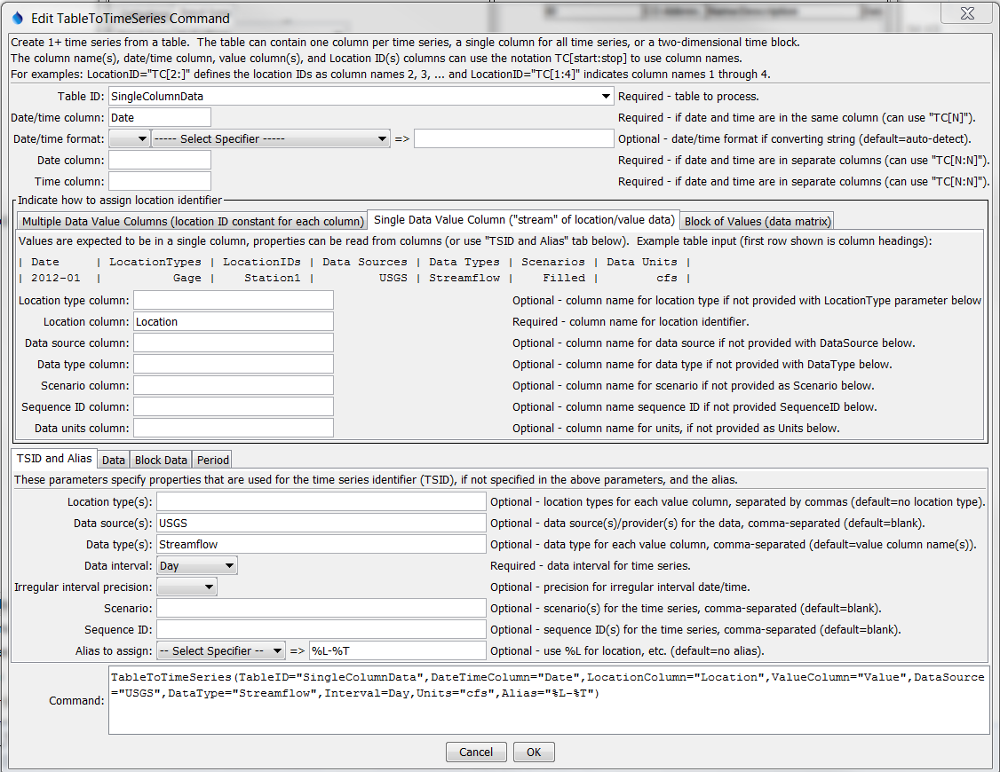 Edit TableToTimeSeries Command
Create 1+ time series from a table. The table can contain one column per time series, a single column for all time series, or a two-dimensional time block.
The column name(s), date/time column, value column(s), and Location ID(s) columns can use the notation TC[start:stop] to use column names.
For examples: LocationID="TC[2:]" defines the location IDs as column names 2, 3, ... and LocationID="TC[1:4]" indicates column names 1 through 4.
Table ID: SingleColumnData Required - table to process.
Date/time column: Date Required - if date and time are in the same column (can use "TC[N]").
Date/time format: ----- Select Specifier ----- => Optional - date/time format if converting string (default=auto-detect).
Date column: Required - if date and time are in separate columns (can use "TC[N:N]").
Time column: Required - if date and time are in separate columns (can use "TC[N:N]").
Indicate how to assign location identifier
Multiple Data Value Columns (location ID constant for each column) Single Data Value Column ("stream" of location/value data) Block of Values (data matrix)
Values are expected to be in a single column, properties can be read from columns (or use "TSID and Alias" tab below). Example table input (first row shown is column headings):
| Date | LocationTypes | LocationIDs | Data Sources | Data Types | Scenarios | Data Units |
| 2012-01 | Gage | Station1 | USGS | Streamflow | Filled | cfs |
Location type column: Optional - column name for location type if not provided with LocationType parameter below
Location column: Location Required - column name for location identifier.
Data source column: Optional - column name for data source if not provided with DataSource below.
Data type column: Optional - column name for data type if not provided with DataType below.
Scenario column: Optional - column name for scenario if not provided as Scenario below.
Sequence ID column: Optional - column name sequence ID if not provided SequenceID below.
Data units column: Optional - column name for units, if not provided as Units below.
TSID and Alias Data Block Data Period
These parameters specify properties that are used for the time series identifier (TSID), if not specified in the above parameters, and the alias.
Location type(s): Optional - location types for each value column, separated by commas (default=no location type).
Data source(s): USGS Optional - data source(s)/provider(s) for the data, comma-separated (default=blank).
Data type(s): Streamflow Optional - data type for each value column, comma-separated (default=value column name(s)).
Data interval: Day Required - data interval for time series.
Irregular interval precision: Optional - precision for irregular interval date/time.
Scenario: Optional - scenario(s) for the time series, comma-separated (default=blank).
Sequence ID: Optional - sequence ID(s) for the time series, comma-separated (default=blank).
Alias to assign: -- Select Specifier -- => %L-%T Optional - use %L for location, etc. (default=no alias).
Command: TableToTimeSeries(TableID="SingleColumnData",DateTimeColumn="Date",LocationColumn="Location",ValueColumn="Value",DataSource
="USGS",DataType="Streamflow",Interval=Day,Units="cfs",Alias="%L-%T")
Cancel OK